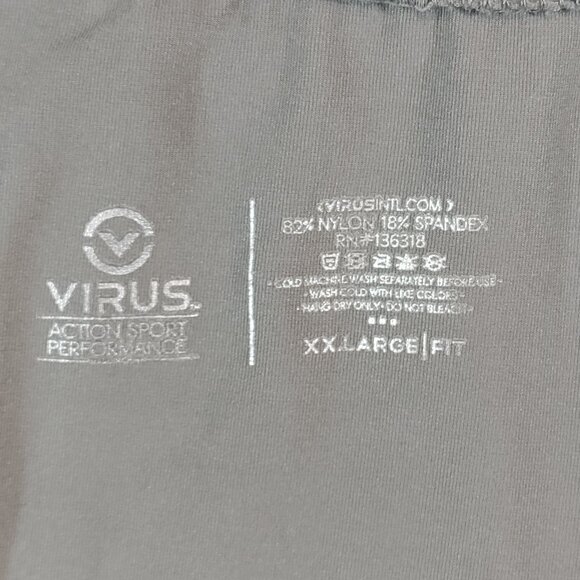 VIRUS™
ACTION SPORT
PERFORMANCE
‹VIRUSINTL.COM›
82% NYLON 18% SPANDEX
RN#136318
- COLD MACHINE WASH SEPARATELY BEFORE USE -
- WASH COLD WITH LIKE COLORS -
- HANG DRY ONLY - DO NOT BLEACH -
XX.LARGE|FIT